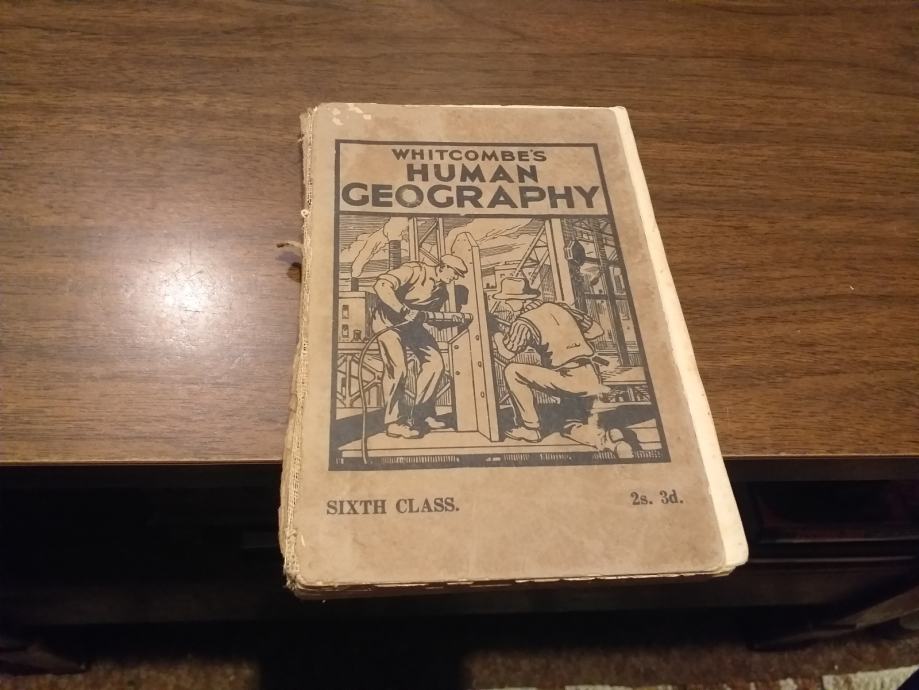 WHITCOMBE'S
HUMAN
GEOGRAPHY
SIXTH CLASS.
2s. 3d.